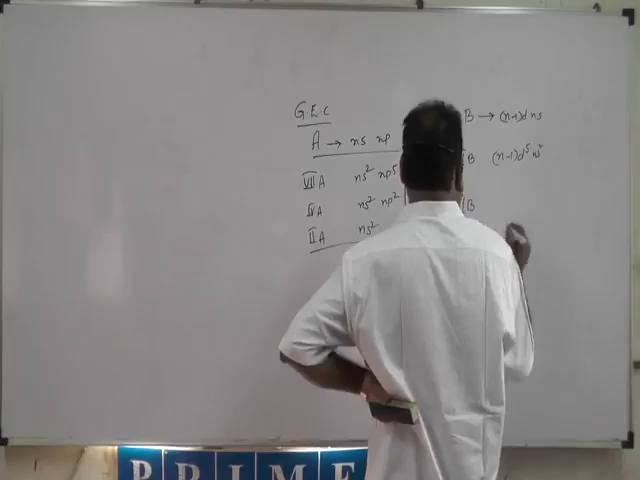 G.E.C
A → ns np B → (n-1)d ns
VII A ns² np⁵ B (n-1)d⁵ ns²
IV A ns² np² B
II A ns²
PRIME